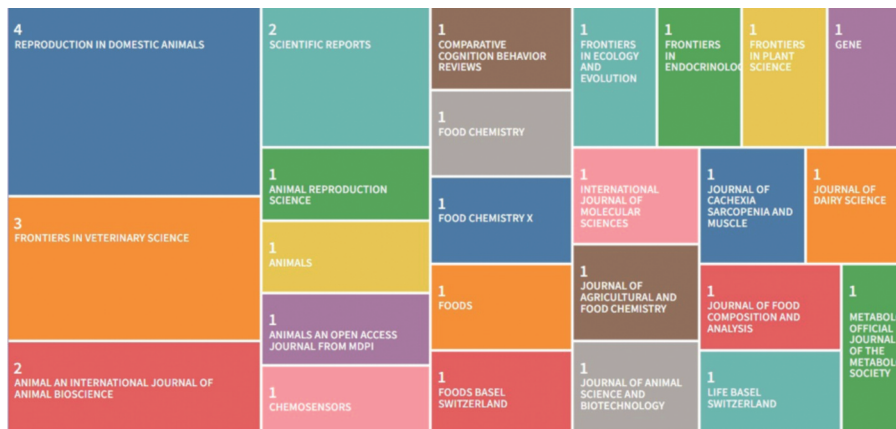 4
REPRODUCTION IN DOMESTIC ANIMALS
3
FRONTIERS IN VETERINARY SCIENCE
2
ANIMAL AN INTERNATIONAL JOURNAL OF
ANIMAL BIOSCIENCE
2
SCIENTIFIC REPORTS
1
ANIMAL REPRODUCTION
SCIENCE
1
ANIMALS
1
ANIMALS AN OPEN ACCESS
JOURNAL FROM MDPI
1
CHEMOSENSORS
1
COMPARATIVE
COGNITION BEHAVIOR
REVIEWS
1
FOOD CHEMISTRY
1
FOOD CHEMISTRY X
1
FOODS
1
FOODS BASEL
SWITZERLAND
1
FRONTIERS
IN ECOLOGY
AND
EVOLUTION
1
FRONTIERS
IN
ENDOCRINOLOG
1
FRONTIERS
IN PLANT
SCIENCE
1
GENE
1
INTERNATIONAL
JOURNAL OF
MOLECULAR
SCIENCES
1
JOURNAL OF
AGRICULTURAL AND
FOOD CHEMISTRY
1
JOURNAL OF ANIMAL
SCIENCE AND
BIOTECHNOLOGY
1
JOURNAL OF
CACHEXIA
SARCOPENIA AND
MUSCLE
1
JOURNAL OF
DAIRY SCIENCE
1
JOURNAL OF FOOD
COMPOSITION AND
ANALYSIS
1
LIFE BASEL
SWITZERLAND
1
METABOL
OFFICIAL
JOURNAL
OF THE
METABOL
SOCIETY